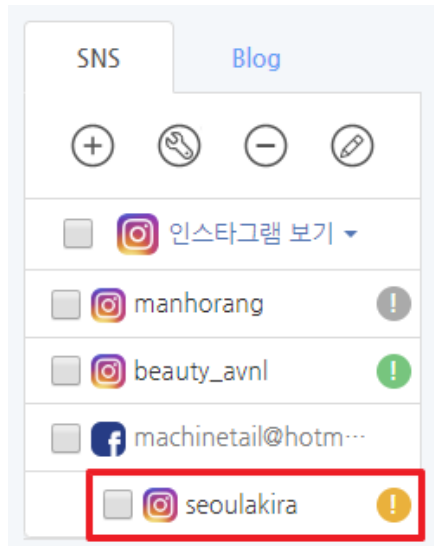 SNS Blog
인스타그램 보기
manhorang
beauty_avnl
machinetail@hotm…
seoulakira